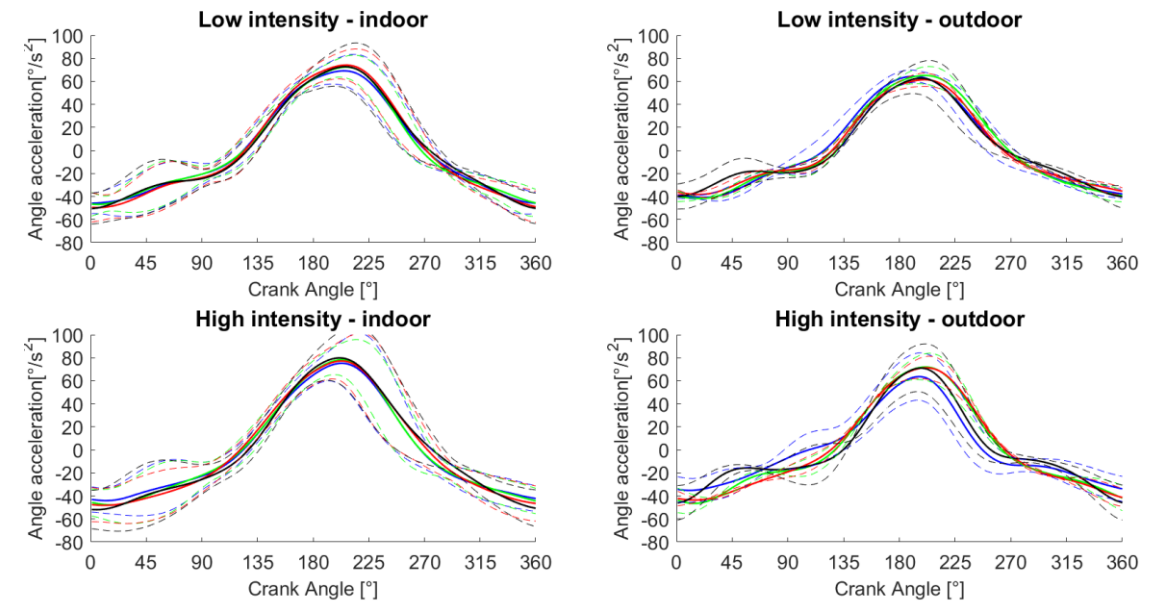 Low intensity - indoor
Angle acceleration[°/s²]
100
80
60
40
20
0
-20
-40
-60
-80
0 45 90 135 180 225 270 315 360
Crank Angle [°]
Low intensity - outdoor
Angle acceleration[°/s²]
100
80
60
40
20
0
-20
-40
-60
-80
0 45 90 135 180 225 270 315 360
Crank Angle [°]
High intensity - indoor
Angle acceleration[°/s²]
100
80
60
40
20
0
-20
-40
-60
-80
0 45 90 135 180 225 270 315 360
Crank Angle [°]
High intensity - outdoor
Angle acceleration[°/s²]
100
80
60
40
20
0
-20
-40
-60
-80
0 45 90 135 180 225 270 315 360
Crank Angle [°]